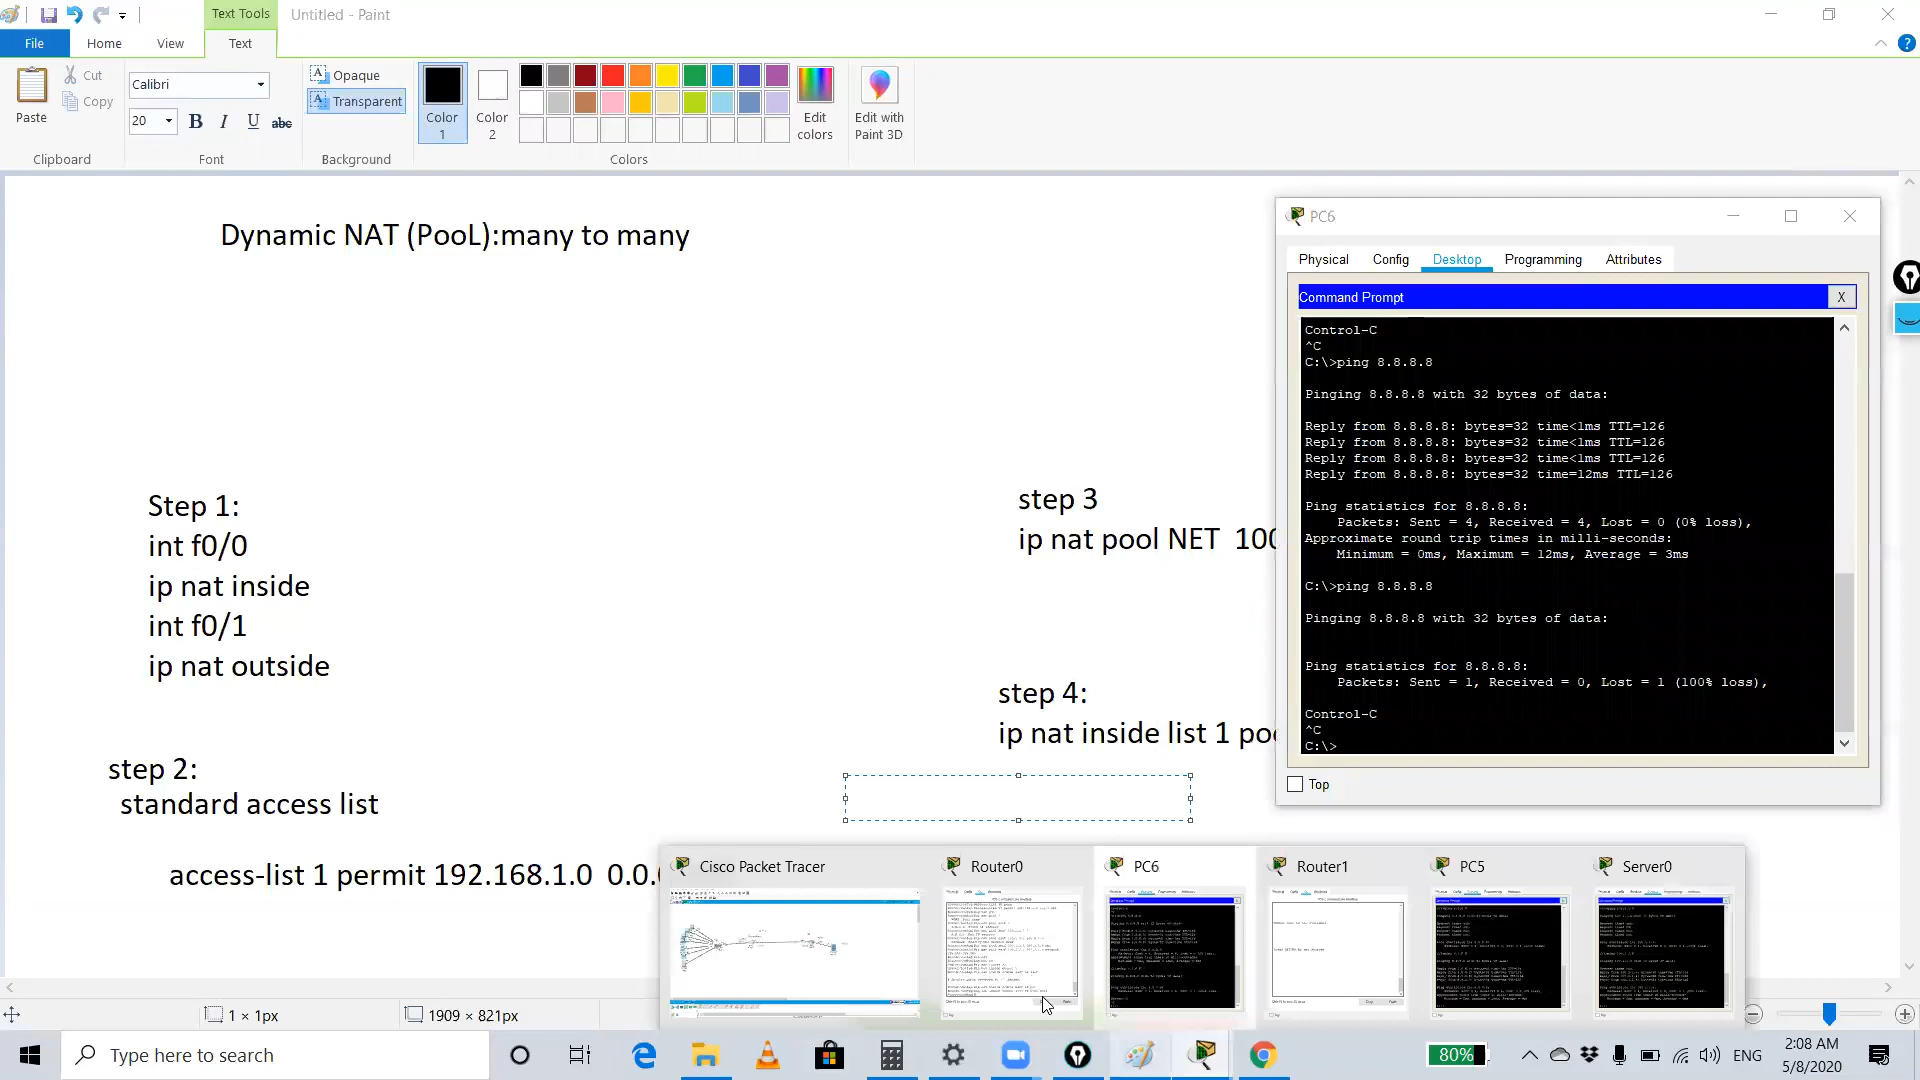 Text Tools
Untitled - Paint
File
Home
View
Text
Paste
Cut
Copy
Clipboard
Calibri
20
B I U abc
Font
Opaque
Transparent
Background
Color 1
Color 2
Edit colors
Colors
Edit with Paint 3D
Dynamic NAT (PooL):many to many
Step 1:
int f0/0
ip nat inside
int f0/1
ip nat outside
step 2:
standard access list
access-list 1 permit 192.168.1.0 0.0.
step 3
ip nat pool NET 100
step 4:
ip nat inside list 1
PC6
Physical
Config
Desktop
Programming
Attributes
Command Prompt
X
Control-C
^C
C:\>ping 8.8.8.8
Pinging 8.8.8.8 with 32 bytes of data:
Reply from 8.8.8.8: bytes=32 time<1ms TTL=126
Reply from 8.8.8.8: bytes=32 time<1ms TTL=126
Reply from 8.8.8.8: bytes=32 time<1ms TTL=126
Reply from 8.8.8.8: bytes=32 time=12ms TTL=126
Ping statistics for 8.8.8.8:
Packets: Sent = 4, Received = 4, Lost = 0 (0% loss),
Approximate round trip times in milli-seconds:
Minimum = 0ms, Maximum = 12ms, Average = 3ms
C:\>ping 8.8.8.8
Pinging 8.8.8.8 with 32 bytes of data:
Ping statistics for 8.8.8.8:
Packets: Sent = 1, Received = 0, Lost = 1 (100% loss),
Control-C
^C
C:\>
Top
Cisco Packet Tracer
Router0
PC6
Router1
PC5
Server0
1 × 1px
1909 × 821px
Type here to search
80%
ENG
2:08 AM
5/8/2020